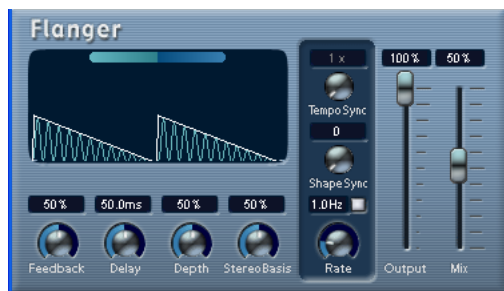 Flanger
1 x
100% 50%
Tempo Sync
0
Shape Sync
50% 50.0ms 50% 50% 1.0Hz
Feedback Delay Depth Stereo Basis Rate Output Mix